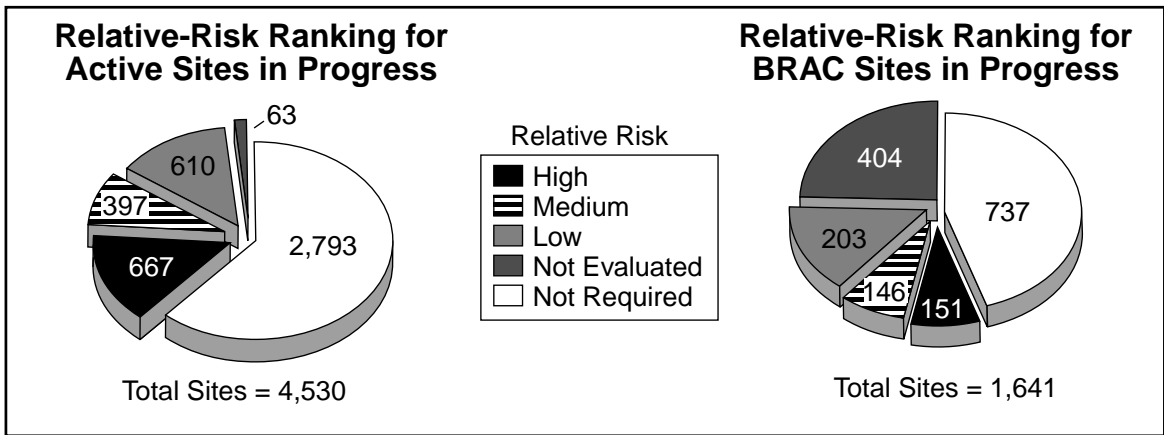 Relative-Risk Ranking for
Active Sites in Progress
63
610
397
2,793
667
Total Sites = 4,530
Relative Risk
High
Medium
Low
Not Evaluated
Not Required
Relative-Risk Ranking for
BRAC Sites in Progress
404
737
203
146
151
Total Sites = 1,641